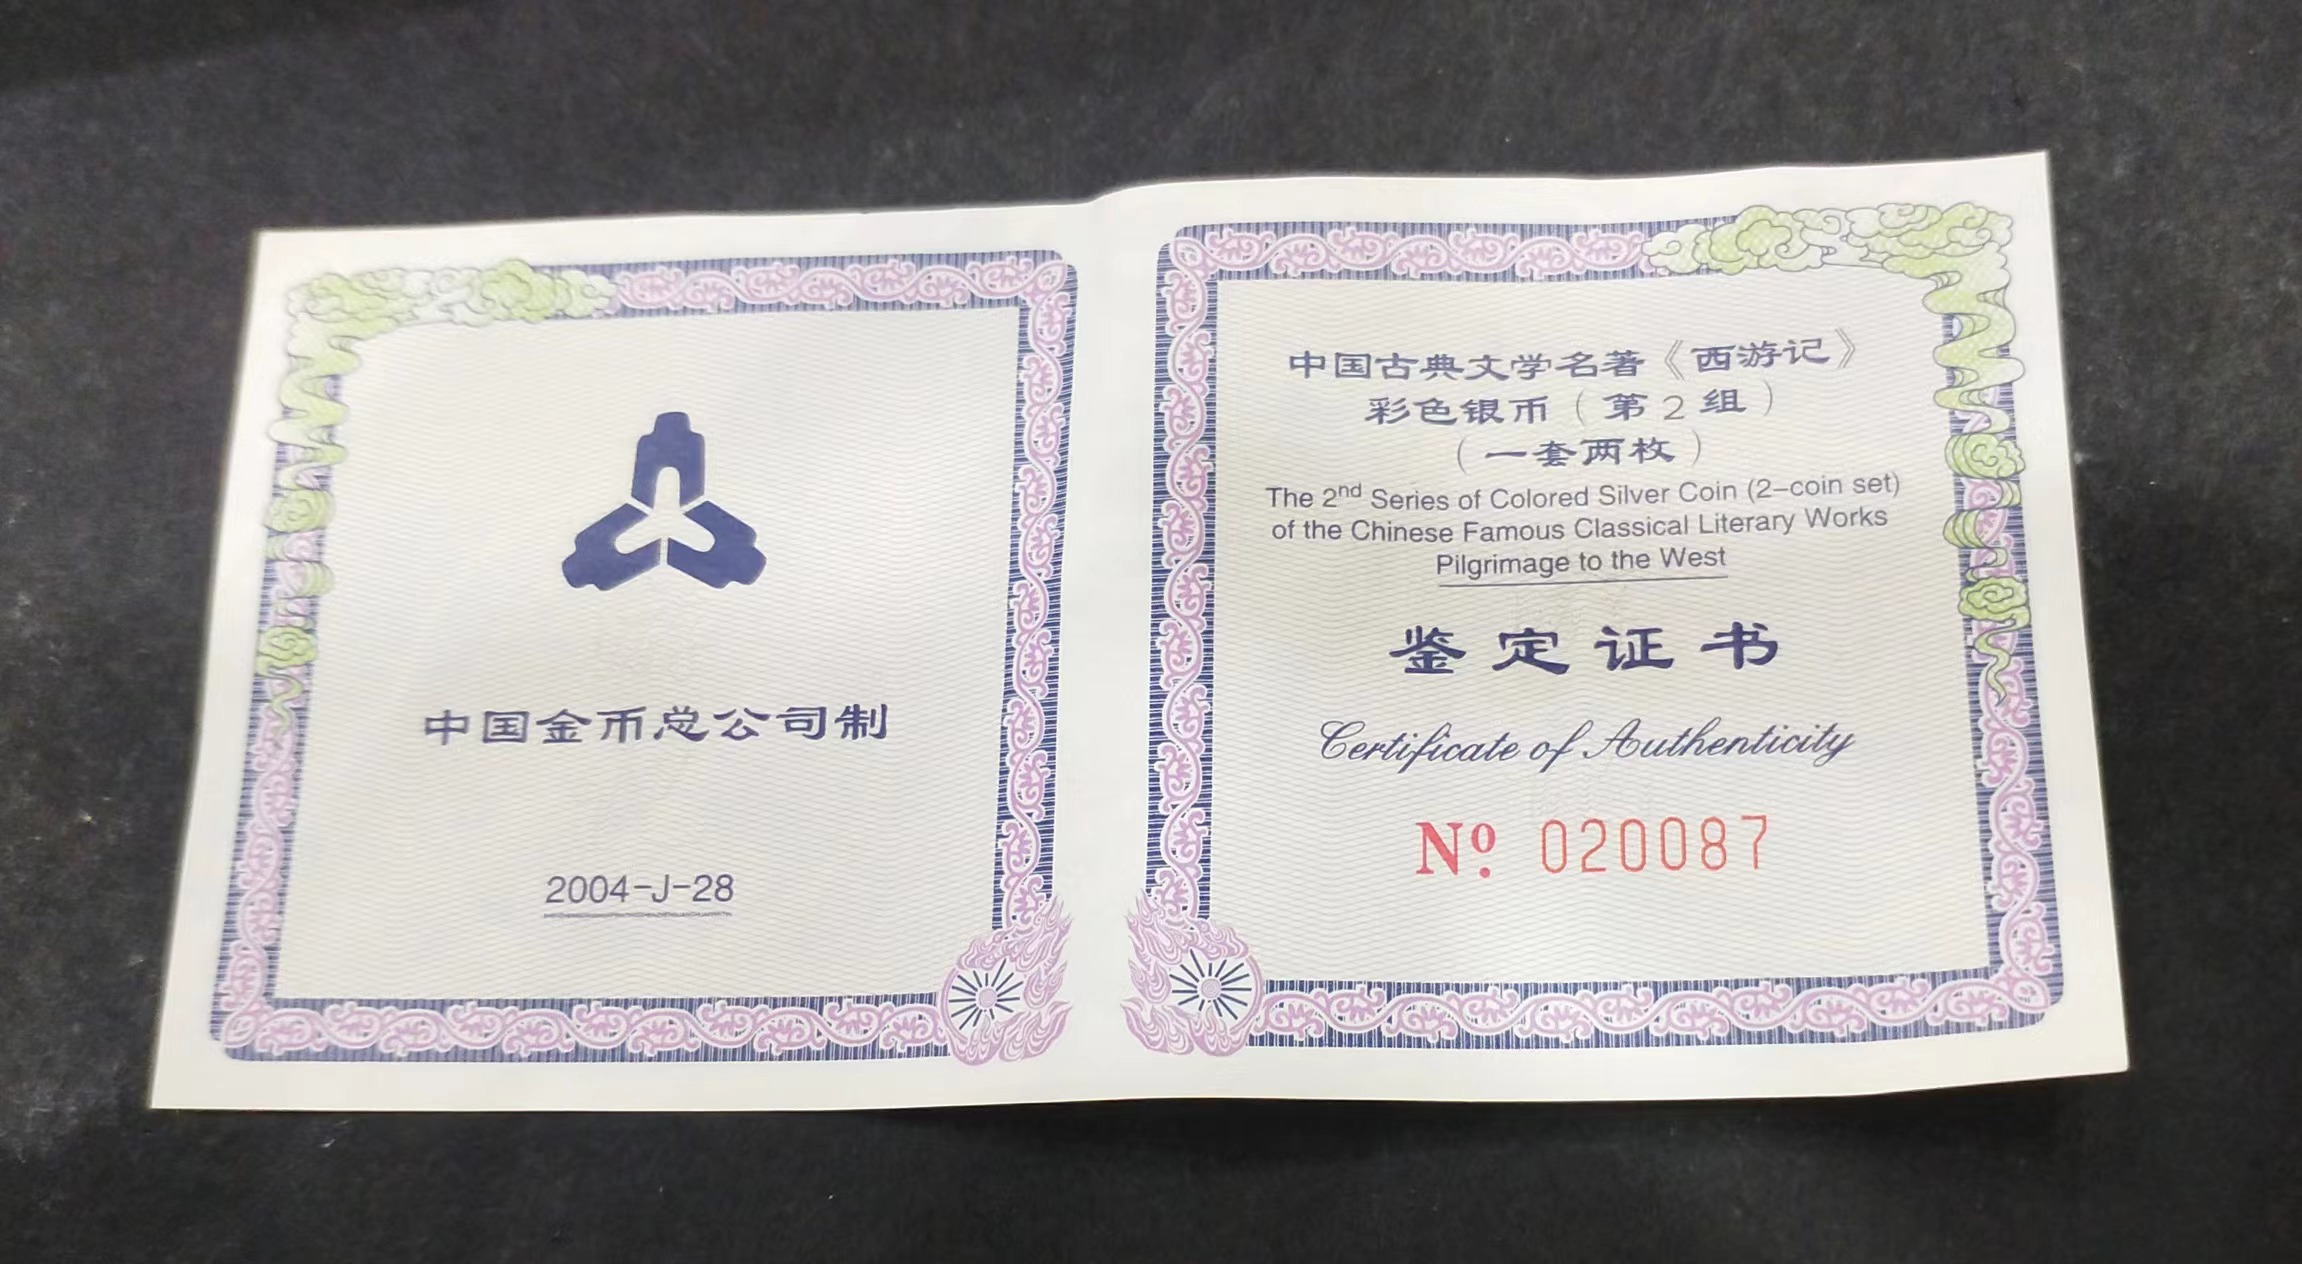 中国金币总公司制
2004-J-28
中国古典文学名著《西游记》
彩色银币（第2组）
（一套两枚）
The 2nd Series of Colored Silver Coin (2-coin set)
of the Chinese Famous Classical Literary Works
Pilgrimage to the West
鉴定证书
Certificate of Authenticity
Nº 020087